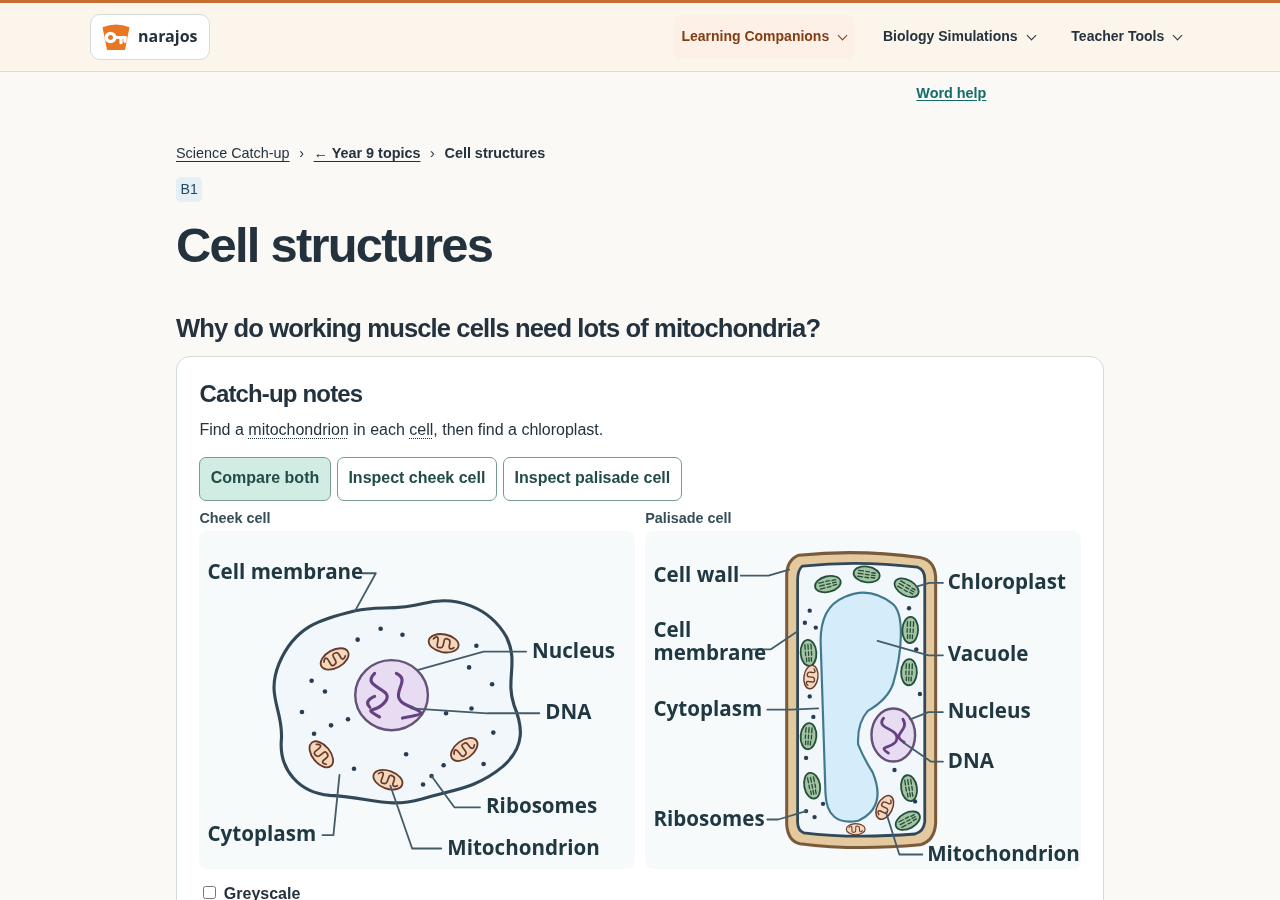 narajos
Learning Companions
Biology Simulations
Teacher Tools
Word help
Science Catch-up › ← Year 9 topics › Cell structures
B1
Cell structures
Why do working muscle cells need lots of mitochondria?
Catch-up notes
Find a mitochondrion in each cell, then find a chloroplast.
Compare both
Inspect cheek cell
Inspect palisade cell
Cheek cell
Cell membrane
Nucleus
DNA
Ribosomes
Cytoplasm
Mitochondrion
Palisade cell
Cell wall
Chloroplast
Cell
membrane
Vacuole
Cytoplasm
Nucleus
DNA
Ribosomes
Mitochondrion
Greyscale